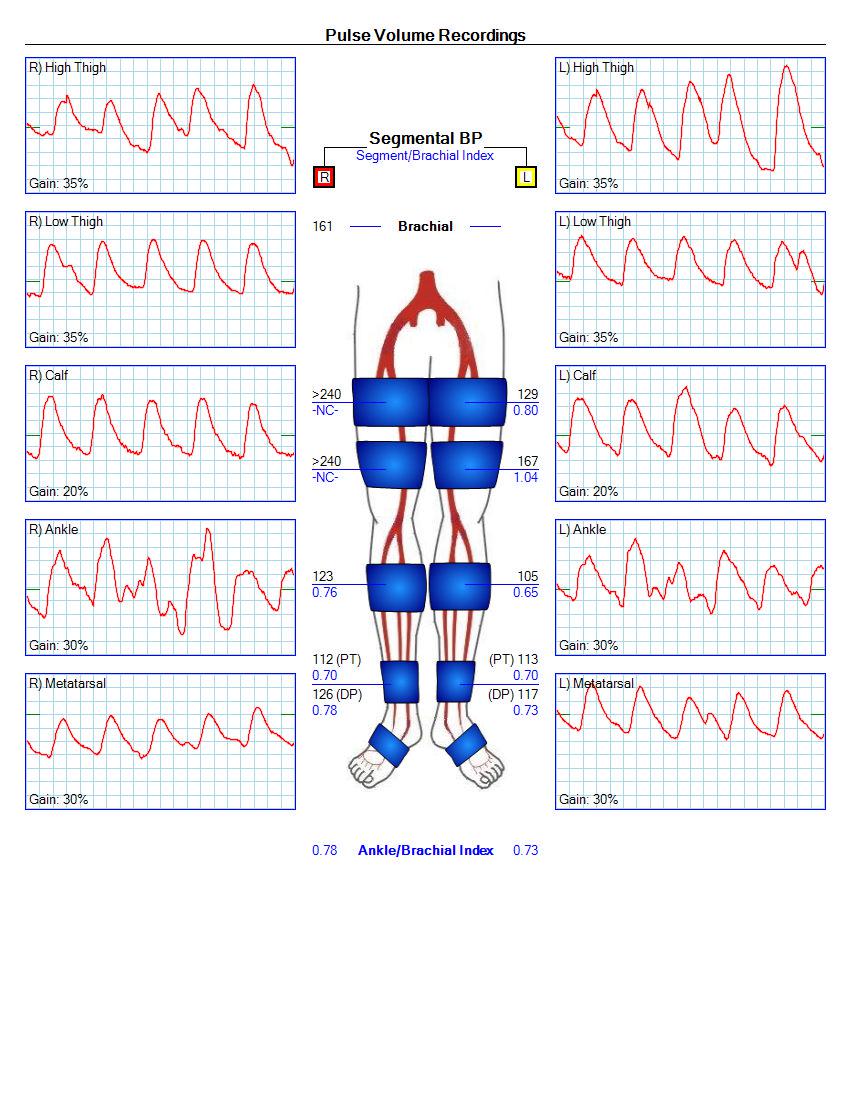 Pulse Volume Recordings
R) High Thigh
Gain: 35%
L) High Thigh
Gain: 35%
Segmental BP
Segment/Brachial Index
R
L
R) Low Thigh
Gain: 35%
161 Brachial
L) Low Thigh
Gain: 35%
R) Calf
Gain: 20%
>240
-NC-
129
0.80
>240
-NC-
167
1.04
L) Calf
Gain: 20%
R) Ankle
Gain: 30%
123
0.76
105
0.65
L) Ankle
Gain: 30%
R) Metatarsal
Gain: 30%
112 (PT)
0.70
126 (DP)
0.78
(PT) 113
0.70
(DP) 117
0.73
L) Metatarsal
Gain: 30%
0.78 Ankle/Brachial Index 0.73